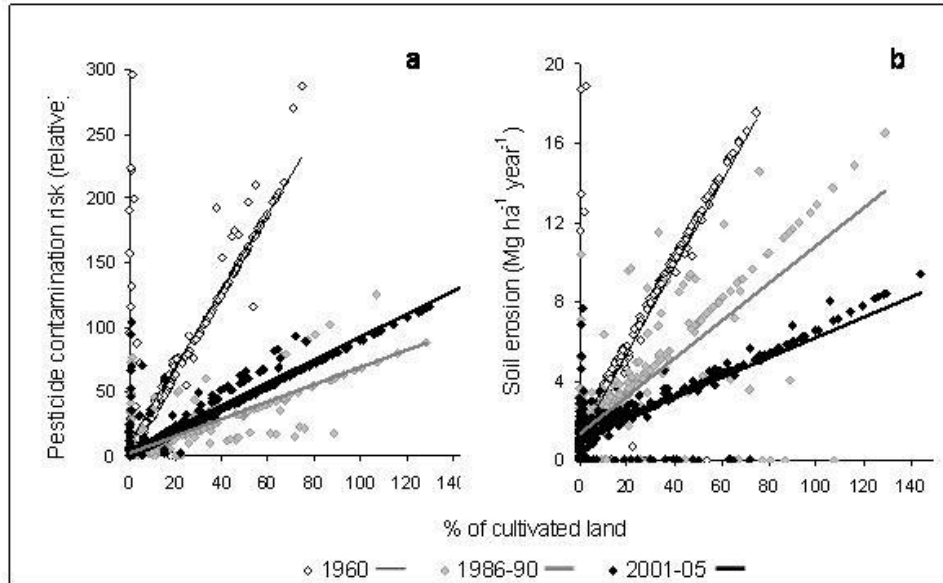 a
b
Pesticide contamination risk (relative)
300
250
200
150
100
50
0
0 20 40 60 80 100 120 140
Soil erosion (Mg ha⁻¹ year⁻¹)
20
16
12
8
4
0
0 20 40 60 80 100 120 140
% of cultivated land
1960 1986-90 2001-05